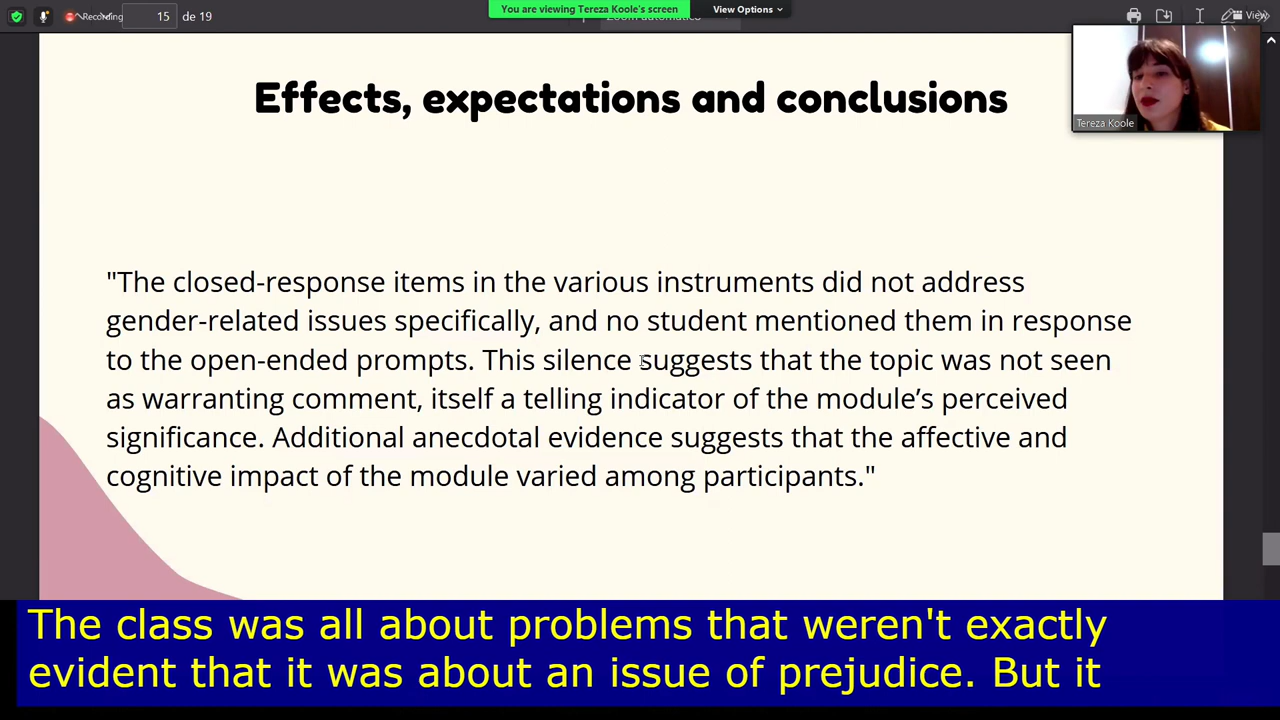 Recording
15 de 19
You are viewing Tereza Koole's screen
View Options
Zoom automático
View
Effects, expectations and conclusions
Tereza Koole
"The closed-response items in the various instruments did not address
gender-related issues specifically, and no student mentioned them in response
to the open-ended prompts. This silence suggests that the topic was not seen
as warranting comment, itself a telling indicator of the module’s perceived
significance. Additional anecdotal evidence suggests that the affective and
cognitive impact of the module varied among participants."
The class was all about problems that weren't exactly
evident that it was about an issue of prejudice. But it